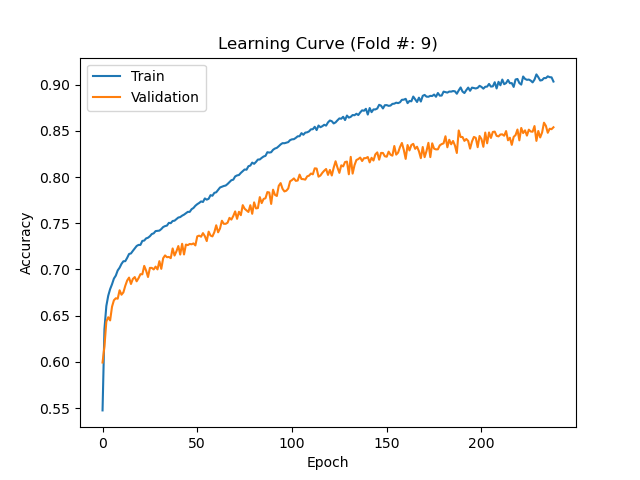 Learning Curve (Fold #: 9)
Train
Validation
0.90
0.85
0.80
0.75
0.70
0.65
0.60
0.55
Accuracy
0 50 100 150 200
Epoch